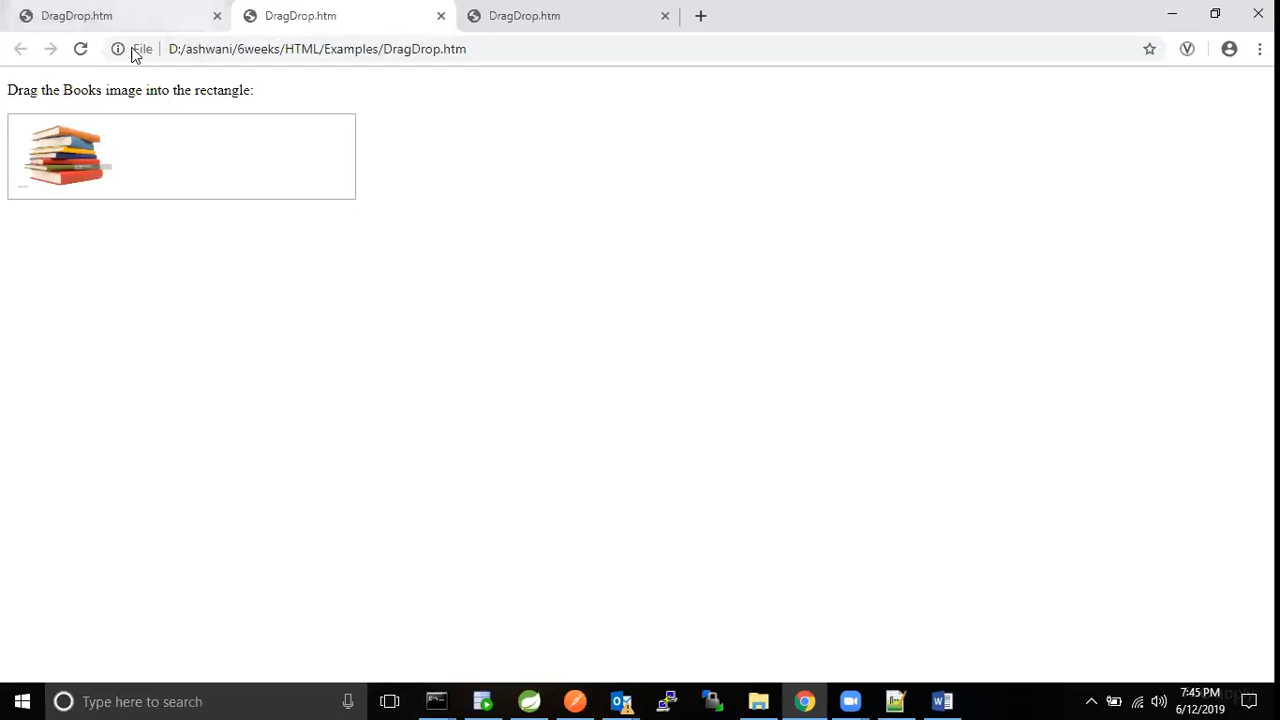 DragDrop.htm
DragDrop.htm
DragDrop.htm
File
D:/ashwani/6weeks/HTML/Examples/DragDrop.htm
Drag the Books image into the rectangle:
Type here to search
7:45 PM
6/12/2019